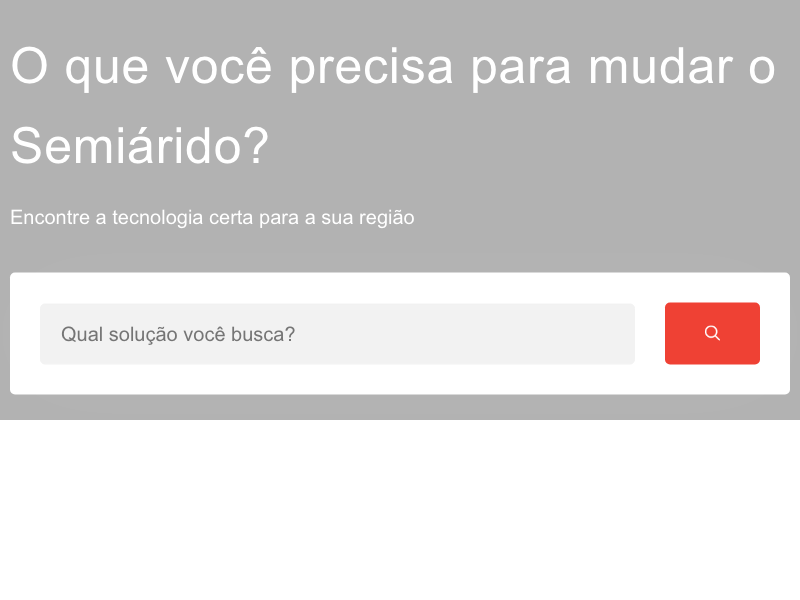 O que você precisa para mudar o
Semiárido?
Encontre a tecnologia certa para a sua região
Qual solução você busca?